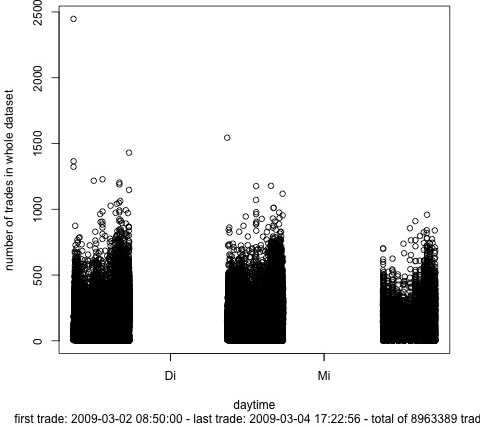 2500
2000
1500
1000
500
0
number of trades in whole dataset
Di Mi
daytime
first trade: 2009-03-02 08:50:00 - last trade: 2009-03-04 17:22:56 - total of 8963389 trad